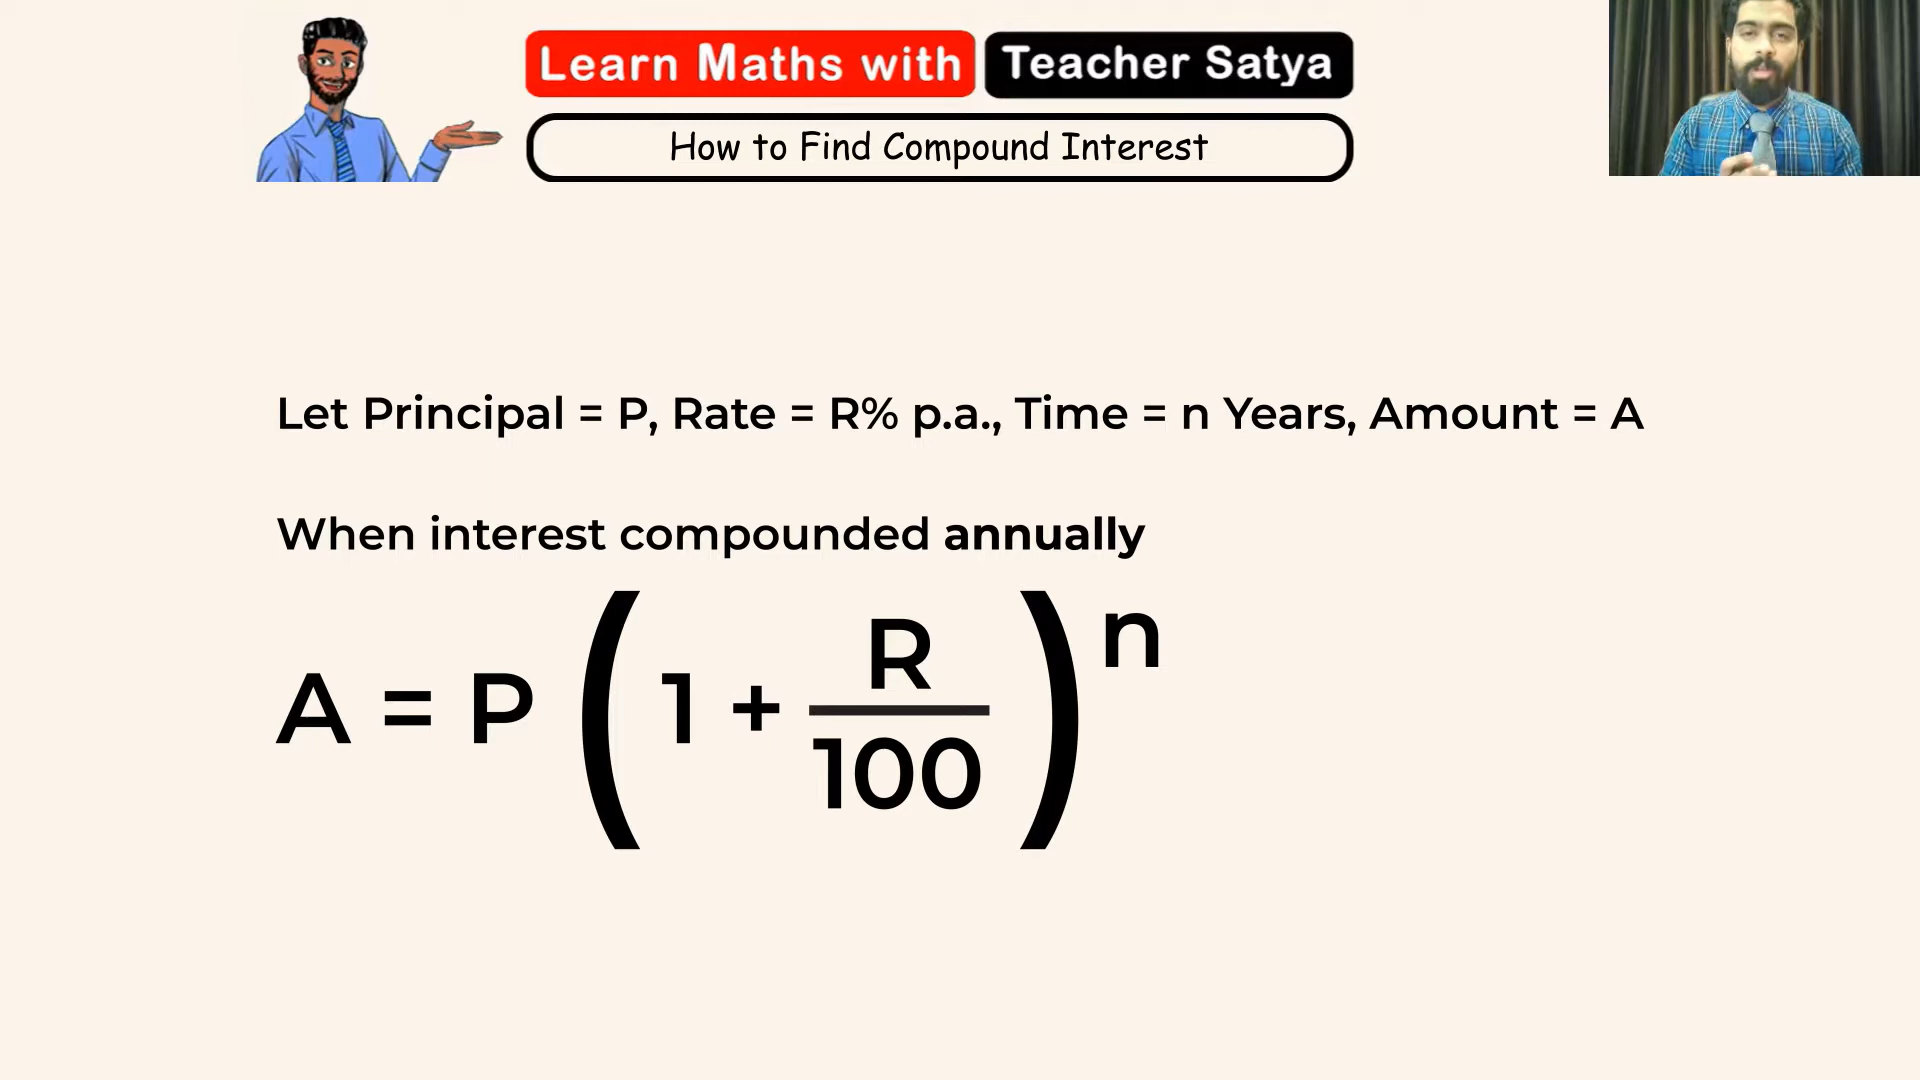 Learn Maths with Teacher Satya
How to Find Compound Interest
Let Principal = P, Rate = R% p.a., Time = n Years, Amount = A
When interest compounded annually
A = P ( 1 + R/100 )^n